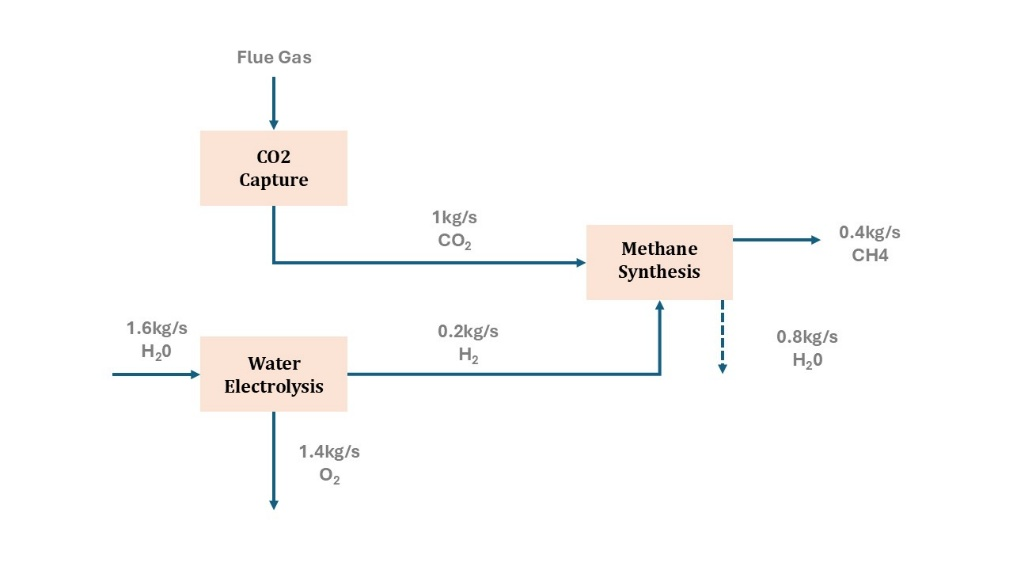 Flue Gas
CO2
Capture
1kg/s
CO₂
Methane
Synthesis
0.4kg/s
CH4
1.6kg/s
H₂0
Water
Electrolysis
0.2kg/s
H₂
0.8kg/s
H₂0
1.4kg/s
O₂